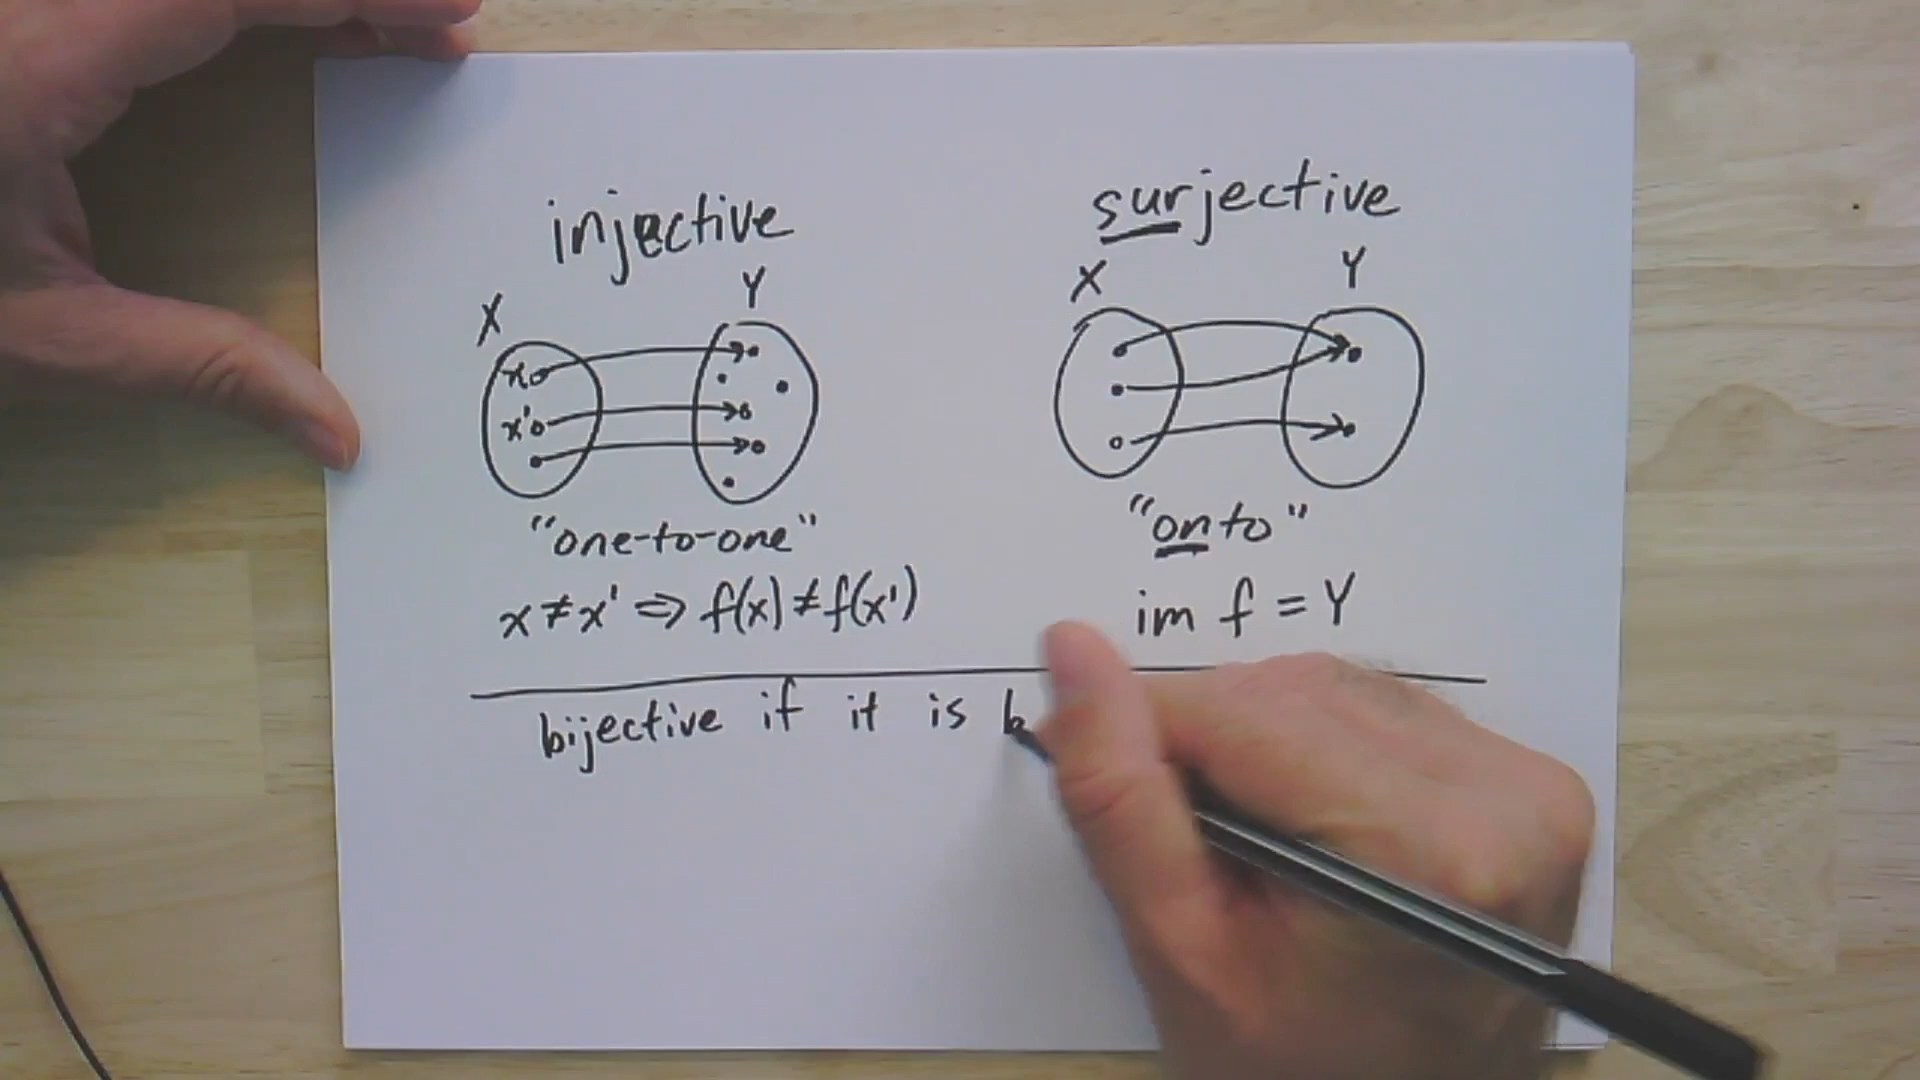 injective
Y
X
x
x'
"one-to-one"
x ≠ x' ⇒ f(x) ≠ f(x')
surjective
X
Y
"onto"
im f = Y
bijective if it is b